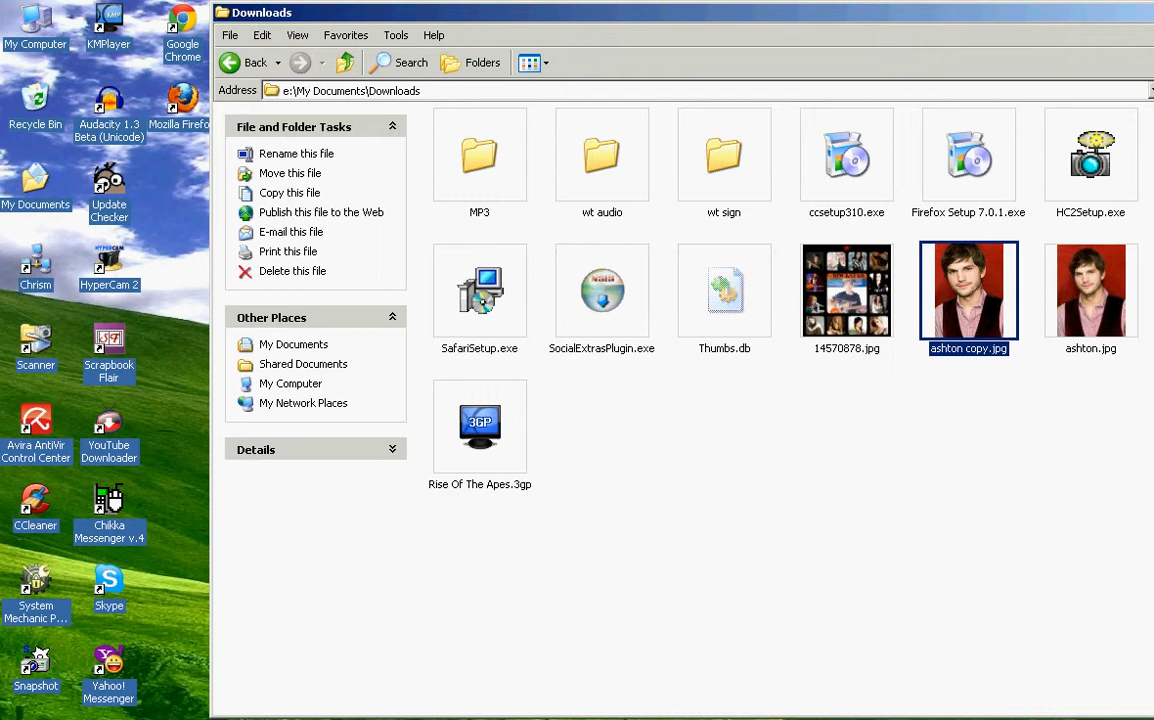 My Computer
KMPlayer
Google
Chrome
Recycle Bin
Audacity 1.3
Beta (Unicode)
Mozilla Firefo
My Documents
Update
Checker
Chrism
HyperCam 2
Scanner
Scrapbook
Flair
Avira AntiVir
Control Center
YouTube
Downloader
CCleaner
Chikka
Messenger v.4
System
Mechanic P...
Skype
Snapshot
Yahoo!
Messenger
Downloads
File Edit View Favorites Tools Help
Back Search Folders
Address e:\My Documents\Downloads
File and Folder Tasks
Rename this file
Move this file
Copy this file
Publish this file to the Web
E-mail this file
Print this file
Delete this file
Other Places
My Documents
Shared Documents
My Computer
My Network Places
Details
MP3
wt audio
wt sign
ccsetup310.exe
Firefox Setup 7.0.1.exe
HC2Setup.exe
SafariSetup.exe
SocialExtrasPlugin.exe
Thumbs.db
14570878.jpg
ashton copy.jpg
ashton.jpg
3GP
Rise Of The Apes.3gp